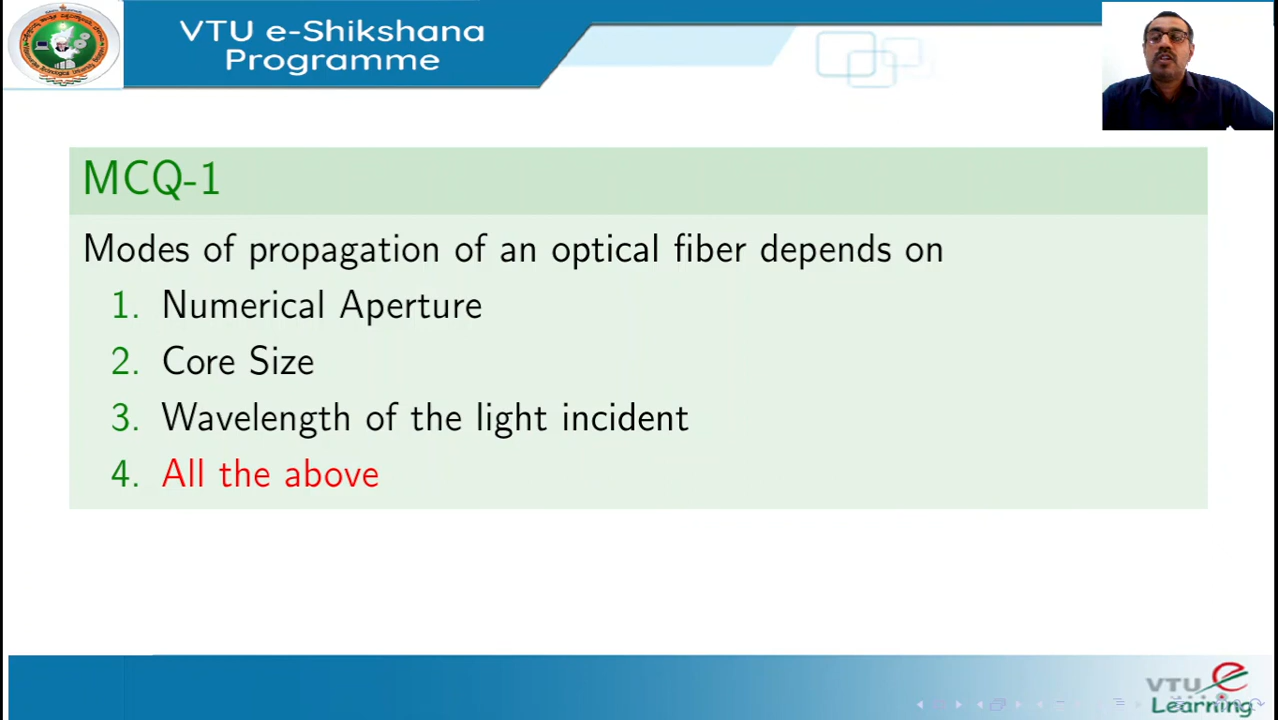 VTU e-Shikshana
Programme
MCQ-1
Modes of propagation of an optical fiber depends on
1. Numerical Aperture
2. Core Size
3. Wavelength of the light incident
4. All the above
VTU e
Learning